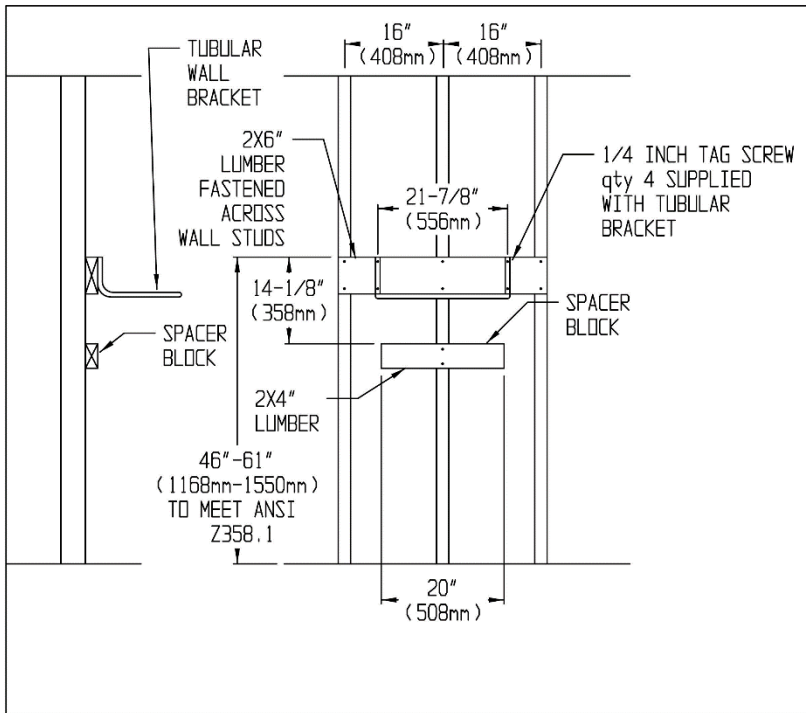 16"
(408mm)
16"
(408mm)
TUBULAR
WALL
BRACKET
2X6"
LUMBER
FASTENED
ACROSS
WALL STUDS
21-7/8"
(556mm)
1/4 INCH TAG SCREW
qty 4 SUPPLIED
WITH TUBULAR
BRACKET
14-1/8"
(358mm)
SPACER
BLOCK
SPACER
BLOCK
2X4"
LUMBER
46"-61"
(1168mm-1550mm)
TO MEET ANSI
Z358.1
20"
(508mm)